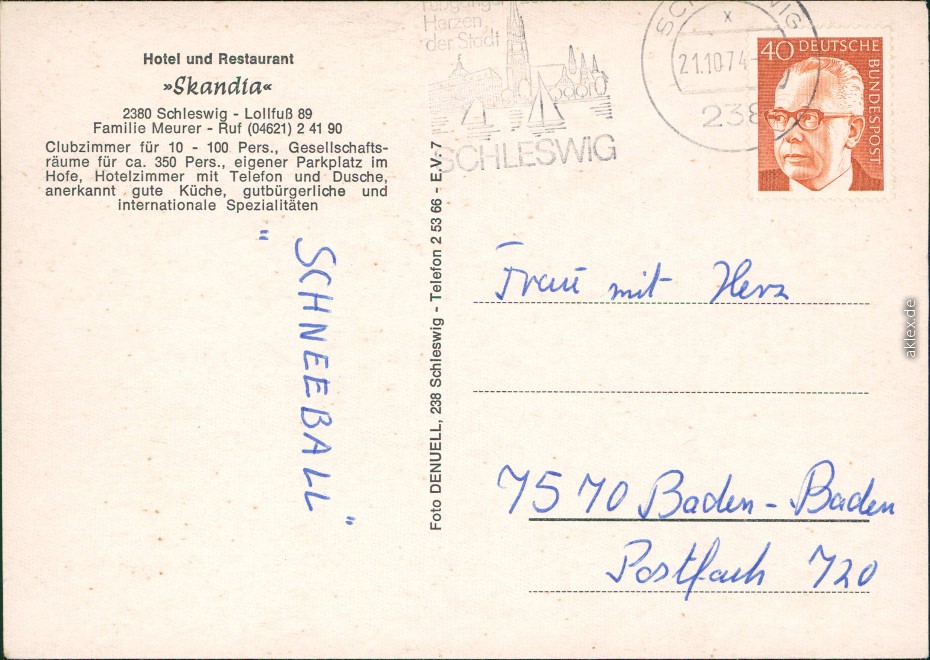 Hotel und Restaurant
»Skandia«
2380 Schleswig - Lollfuß 89
Familie Meurer - Ruf (04621) 2 41 90
Clubzimmer für 10 - 100 Pers., Gesellschafts-
räume für ca. 350 Pers., eigener Parkplatz im
Hofe, Hotelzimmer mit Telefon und Dusche,
anerkannt gute Küche, gutbürgerliche und
internationale Spezialitäten
"SCHNEEBALL"
Foto DENUELL, 238 Schleswig - Telefon 2 53 66 - E.V. 7
Herzen
der Stadt
SCHLESWIG
21.10.74
238
40 DEUTSCHE
BUNDESPOST
Frau mit Herz
7570 Baden-Baden
Postfach 720
aklex.de